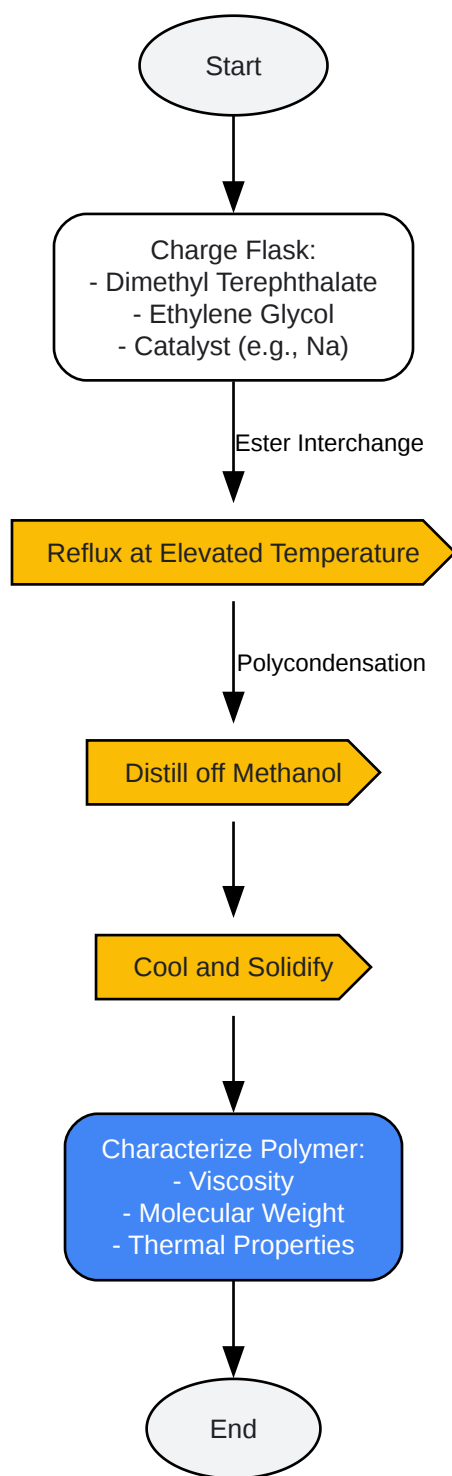 Start
Charge Flask:
- Dimethyl Terephthalate
- Ethylene Glycol
- Catalyst (e.g., Na)
Ester Interchange
Reflux at Elevated Temperature
Polycondensation
Distill off Methanol
Cool and Solidify
Characterize Polymer:
- Viscosity
- Molecular Weight
- Thermal Properties
End